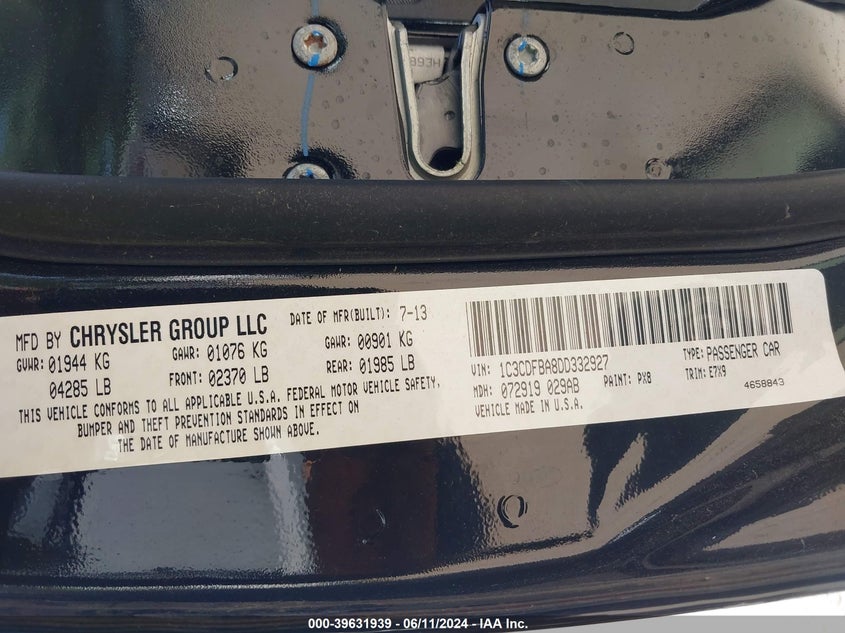 893H
MFD BY CHRYSLER GROUP LLC DATE OF MFR(BUILT): 7-13
GVWR: 01944 KG GAWR: 01076 KG GAWR: 00901 KG
04285 LB FRONT: 02370 LB REAR: 01985 LB
THIS VEHICLE CONFORMS TO ALL APPLICABLE U.S.A. FEDERAL MOTOR VEHICLE SAFETY,
BUMPER AND THEFT PREVENTION STANDARDS IN EFFECT ON
THE DATE OF MANUFACTURE SHOWN ABOVE.
VIN: 1C3CDFBA8DD332927 TYPE: PASSENGER CAR
MDH: 072919 029AB PAINT: PX8 TRIM: E7X9
VEHICLE MADE IN U.S.A. 4658843
000-39631939 - 06/11/2024 - IAA Inc.